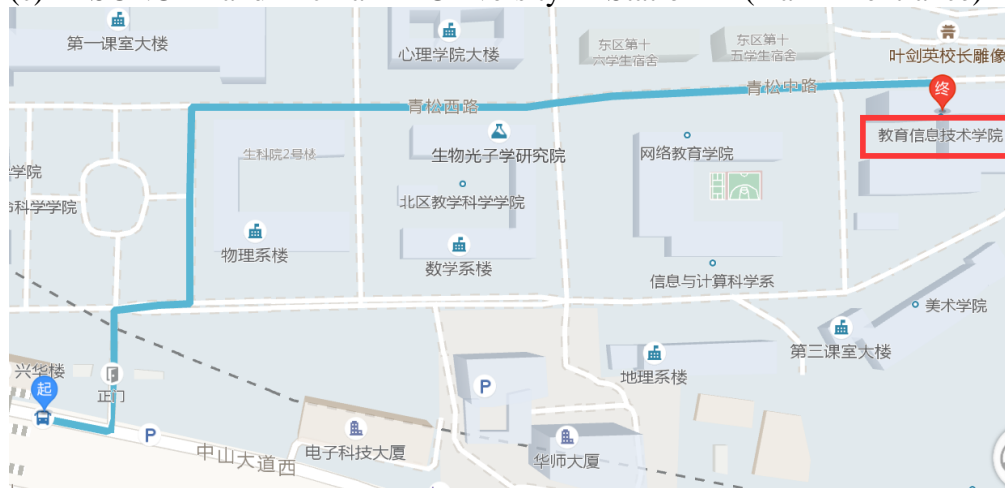 第一课室大楼
心理学院大楼
东区第十
六学生宿舍
东区第十
五学生宿舍
叶剑英校长雕像
青松西路
青松中路
终
教育信息技术学院
生科院2号楼
生物光子学研究院
网络教育学院
学院
科学学院
北区教学科学学院
物理系楼
数学系楼
信息与计算科学系
美术学院
第三课室大楼
地理系楼
兴华楼
起
正门
P
P
中山大道西
电子科技大厦
华师大厦